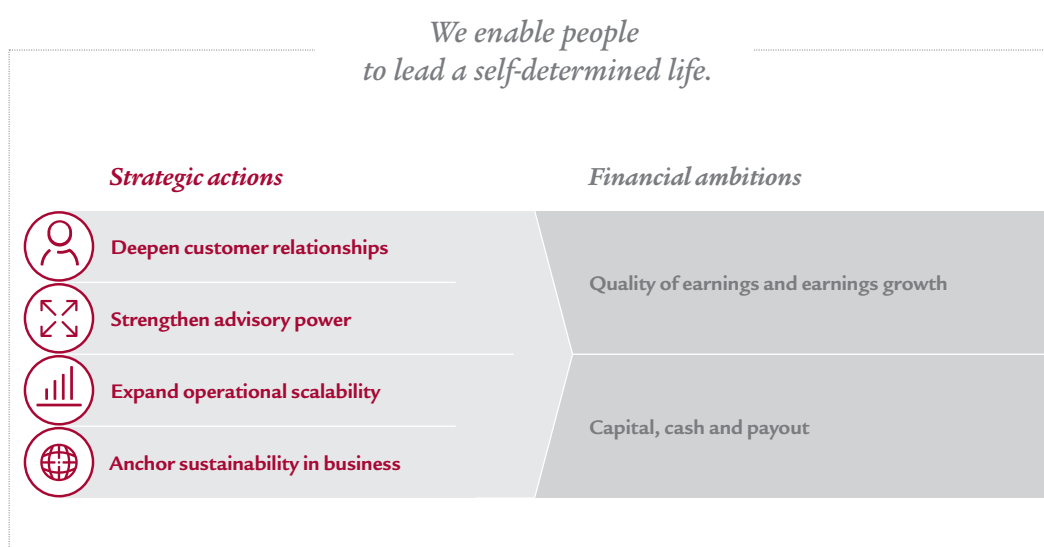 We enable people
to lead a self-determined life.
Strategic actions
Financial ambitions
Deepen customer relationships
Strengthen advisory power
Expand operational scalability
Anchor sustainability in business
Quality of earnings and earnings growth
Capital, cash and payout